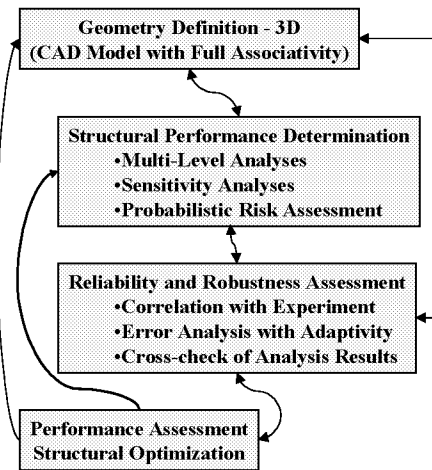 Geometry Definition - 3D
(CAD Model with Full Associativity)
Structural Performance Determination
•Multi-Level Analyses
•Sensitivity Analyses
•Probabilistic Risk Assessment
Reliability and Robustness Assessment
•Correlation with Experiment
•Error Analysis with Adaptivity
•Cross-check of Analysis Results
Performance Assessment
Structural Optimization